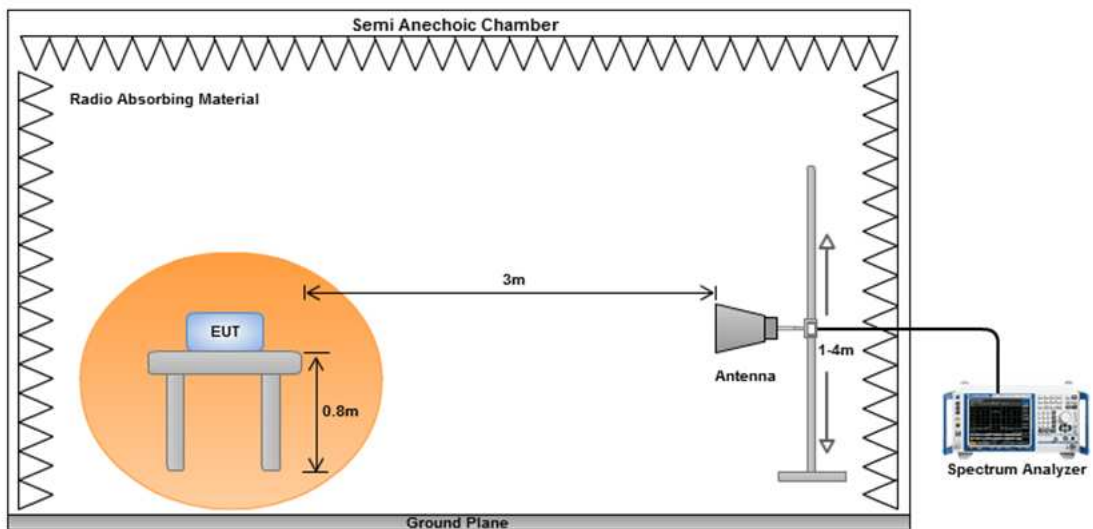 Semi Anechoic Chamber
Radio Absorbing Material
3m
EUT
1-4m
Antenna
0.8m
Spectrum Analyzer
Ground Plane